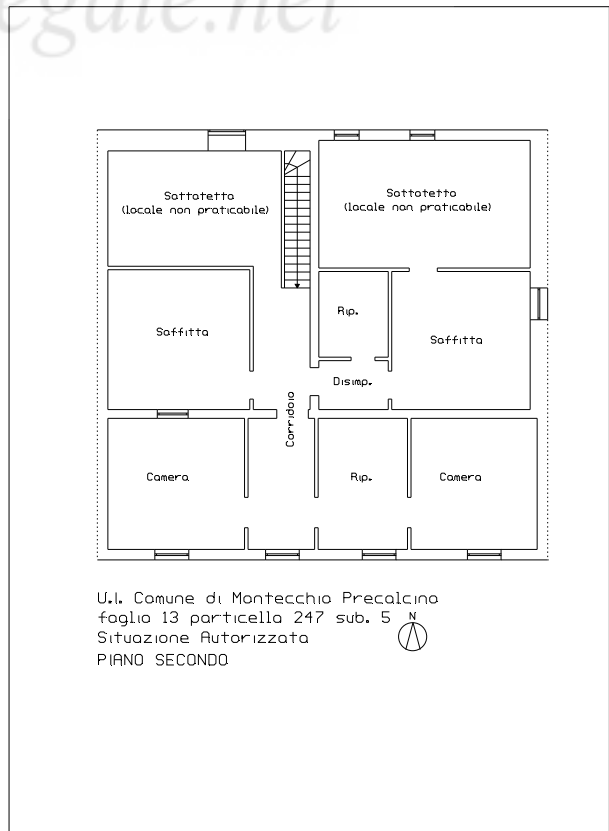 egale.net
Sottotetto
(locale non praticabile)
Sottotetto
(locale non praticabile)
Soffitta
Rip.
Soffitta
Disimp.
Corridoio
Camera
Rip.
Camera
U.I. Comune di Montecchio Precalcino
foglio 13 particella 247 sub. 5
N
Situazione Autorizzata
PIANO SECONDO